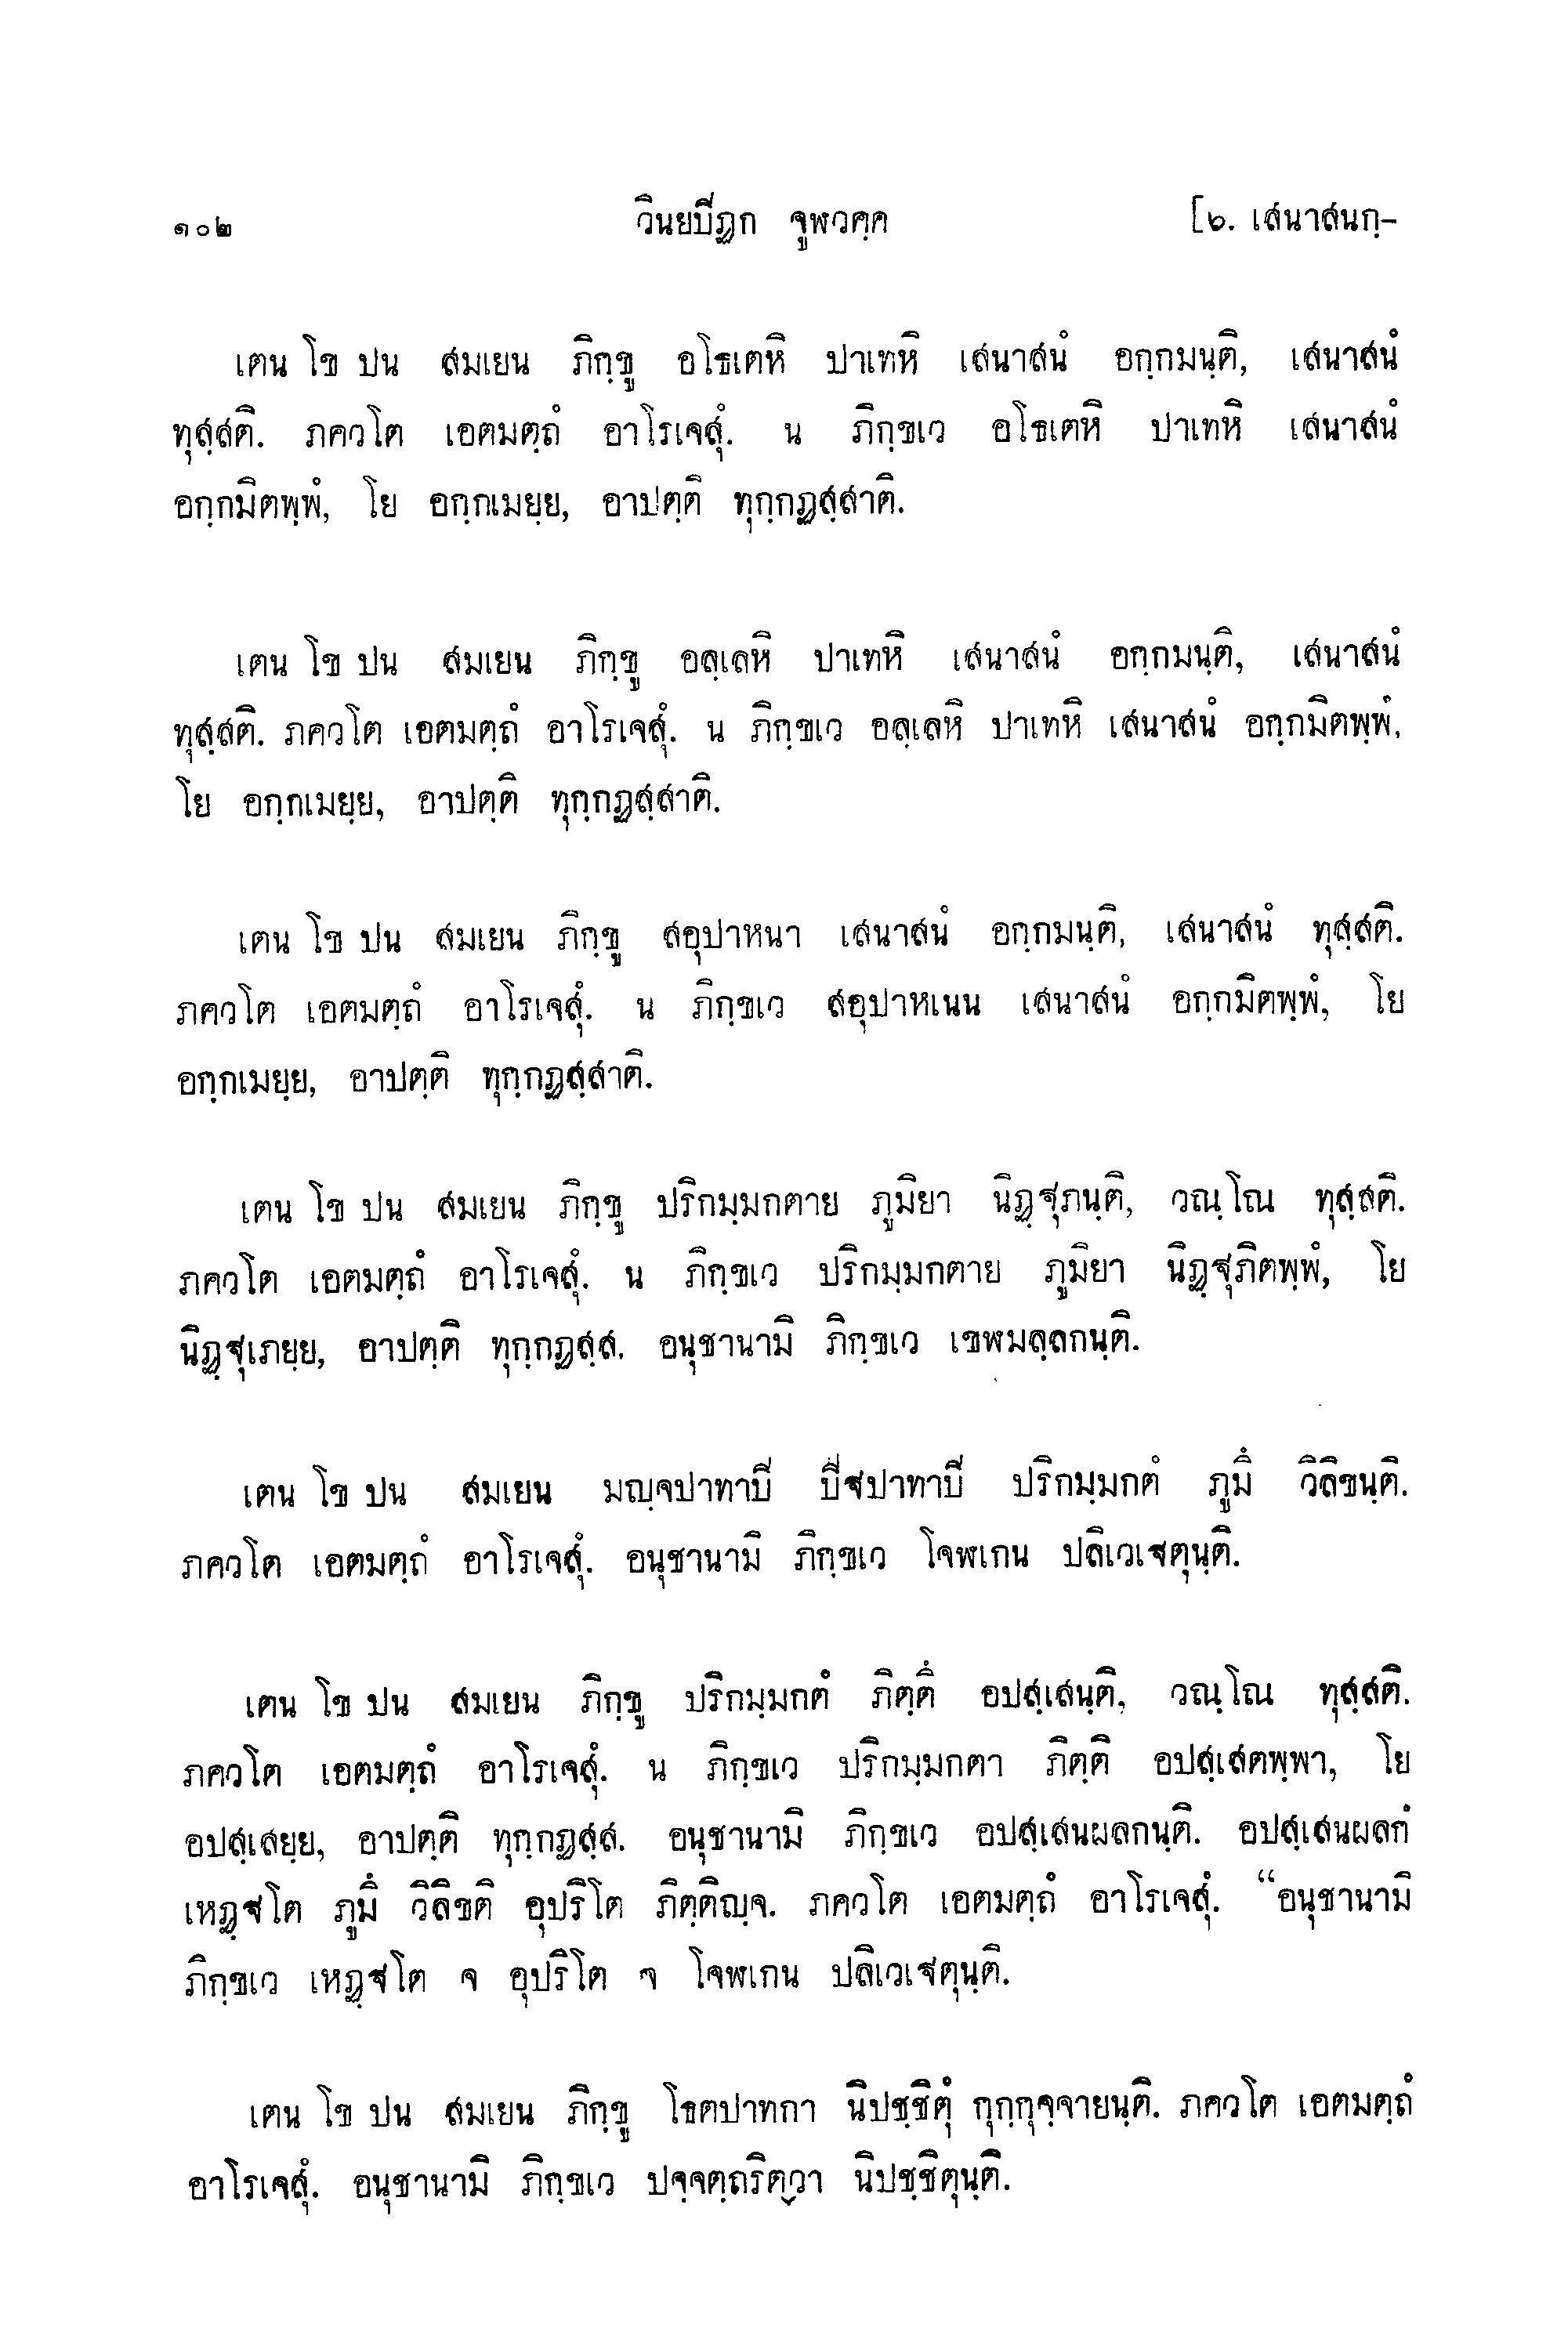 ๑๐๒ วินยปีฏก จูฬวคฺค [๖. เสนาสนกฺ-
เตน โข ปน สมเยน ภิกฺขู อโธเตหิ ปาเทหิ เสนาสนํ อกฺกมนฺติ, เสนาสนํ
ทุสฺสติ. ภควโต เอตมตฺถํ อาโรเจสุํ. น ภิกฺขเว อโธเตหิ ปาเทหิ เสนาสนํ
อกฺกมิตพฺพํ, โย อกฺกเมยฺย, อาปตฺติ ทุกฺกฏสฺสาติ.
เตน โข ปน สมเยน ภิกฺขู อลฺเลหิ ปาเทหิ เสนาสนํ อกฺกมนฺติ, เสนาสนํ
ทุสฺสติ. ภควโต เอตมตฺถํ อาโรเจสุํ. น ภิกฺขเว อลฺเลหิ ปาเทหิ เสนาสนํ อกฺกมิตพฺพํ,
โย อกฺกเมยฺย, อาปตฺติ ทุกฺกฏสฺสาติ.
เตน โข ปน สมเยน ภิกฺขู สอุปาหนา เสนาสนํ อกฺกมนฺติ, เสนาสนํ ทุสฺสติ.
ภควโต เอตมตฺถํ อาโรเจสุํ. น ภิกฺขเว สอุปาหเนน เสนาสนํ อกฺกมิตพฺพํ, โย
อกฺกเมยฺย, อาปตฺติ ทุกฺกฏสฺสาติ.
เตน โข ปน สมเยน ภิกฺขู ปริกมฺมกตาย ภูมิยา นิฏฺฐุภนฺติ, วณฺโณ ทุสฺสติ.
ภควโต เอตมตฺถํ อาโรเจสุํ. น ภิกฺขเว ปริกมฺมกตาย ภูมิยา นิฏฺฐุภิตพฺพํ, โย
นิฏฺฐุเภยฺย, อาปตฺติ ทุกฺกฏสฺส. อนุชานามิ ภิกฺขเว เขฬมลฺลกนฺติ.
เตน โข ปน สมเยน มญฺจปาทาปี ปีฐปาทาปี ปริกมฺมกตํ ภูมึ วิลิขนฺติ.
ภควโต เอตมตฺถํ อาโรเจสุํ. อนุชานามิ ภิกฺขเว โจฬเกน ปลิเวเฐตุนฺติ.
เตน โข ปน สมเยน ภิกฺขู ปริกมฺมกตํ ภิตฺตึ อปสฺเสนฺติ, วณฺโณ ทุสฺสติ.
ภควโต เอตมตฺถํ อาโรเจสุํ. น ภิกฺขเว ปริกมฺมกตา ภิตฺติ อปสฺเสตพฺพา, โย
อปสฺเสยฺย, อาปตฺติ ทุกฺกฏสฺส. อนุชานามิ ภิกฺขเว อปสฺเสนผลกนฺติ. อปสฺเสนผลกํ
เหฏฺฐโต ภูมึ วิลิขติ อุปริโต ภิตฺติญฺจ. ภควโต เอตมตฺถํ อาโรเจสุํ. “อนุชานามิ
ภิกฺขเว เหฏฺฐโต จ อุปริโต จ โจฬเกน ปลิเวเฐตุนฺติ.
เตน โข ปน สมเยน ภิกฺขู โธตปาทกา นิปชฺชิตุํ กุกฺกุจฺจายนฺติ. ภควโต เอตมตฺถํ
อาโรเจสุํ. อนุชานามิ ภิกฺขเว ปจฺจตฺถริตฺวา นิปชฺชิตุนฺติ.